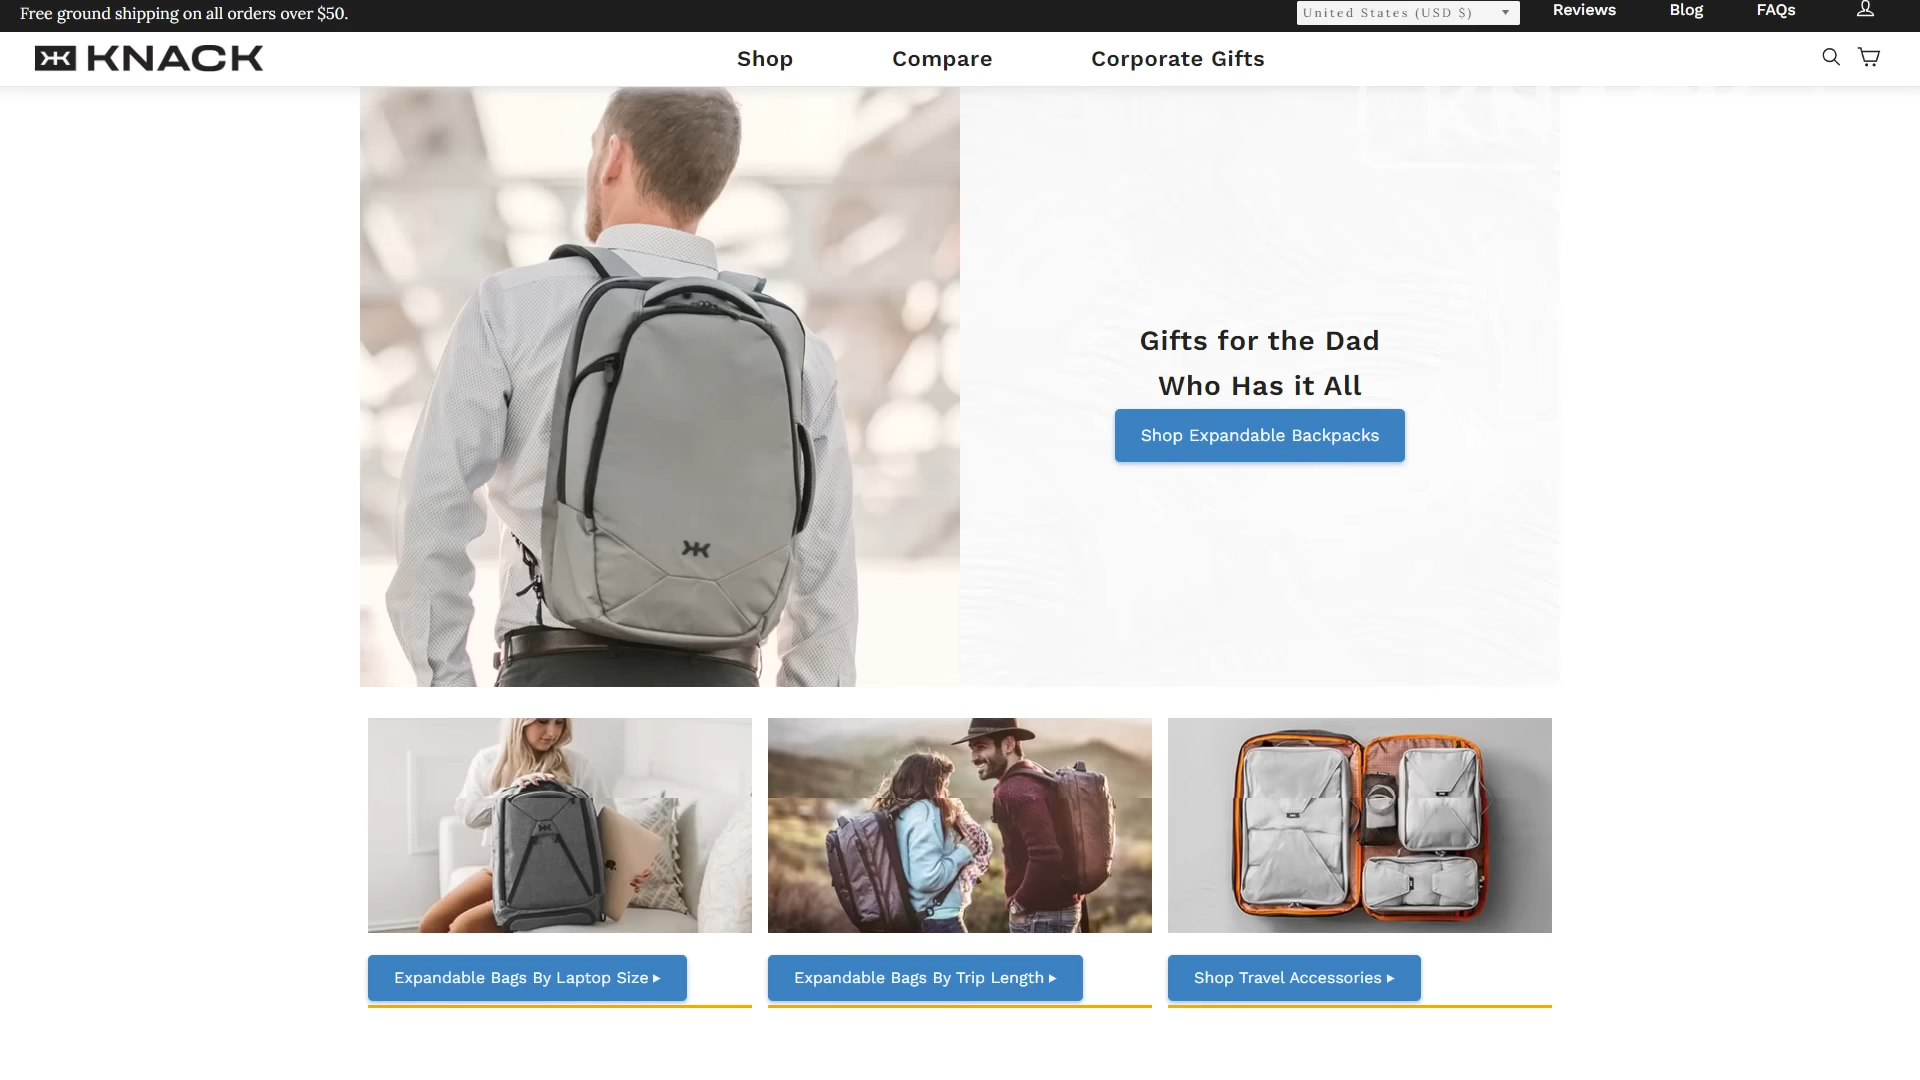 Free ground shipping on all orders over $50.
United States (USD $)
Reviews
Blog
FAQs
KNACK
Shop
Compare
Corporate Gifts
Gifts for the Dad
Who Has it All
Shop Expandable Backpacks
Expandable Bags By Laptop Size ▸
Expandable Bags By Trip Length ▸
Shop Travel Accessories ▸